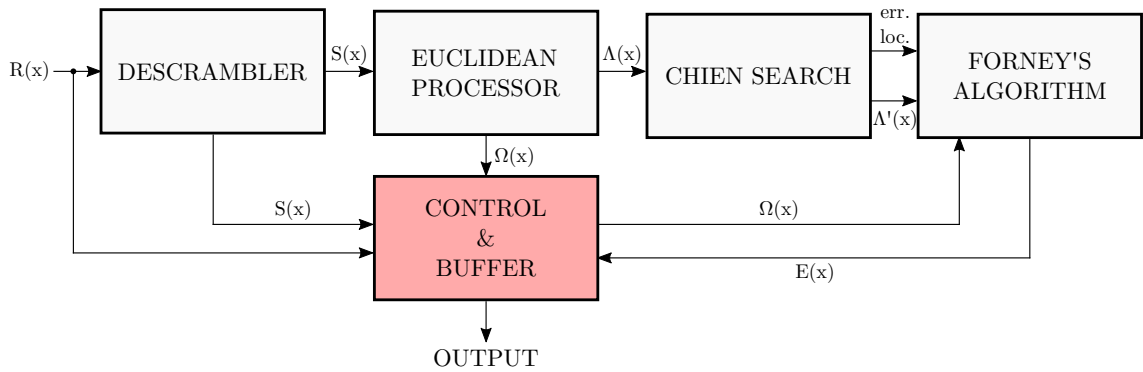 R(x)
DESCRAMBLER
S(x)
EUCLIDEAN
PROCESSOR
Λ(x)
CHIEN SEARCH
err.
loc.
Λ'(x)
FORNEY'S
ALGORITHM
Ω(x)
S(x)
CONTROL
&
BUFFER
Ω(x)
E(x)
OUTPUT